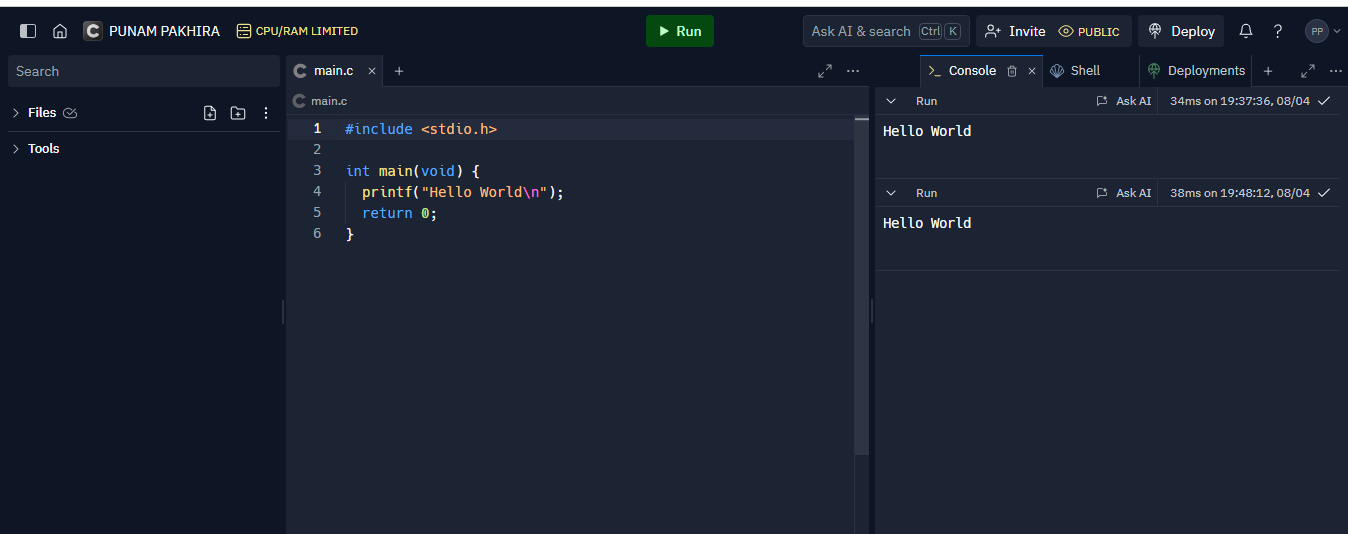 PUNAM PAKHIRA CPU/RAM LIMITED Run Ask AI & search Ctrl K Invite PUBLIC Deploy ? PP
Search
Files
Tools
main.c × +
main.c
1 #include <stdio.h>
2
3 int main(void) {
4 printf("Hello World\n");
5 return 0;
6 }
Console × Shell Deployments +
Run Ask AI 34ms on 19:37:36, 08/04
Hello World
Run Ask AI 38ms on 19:48:12, 08/04
Hello World